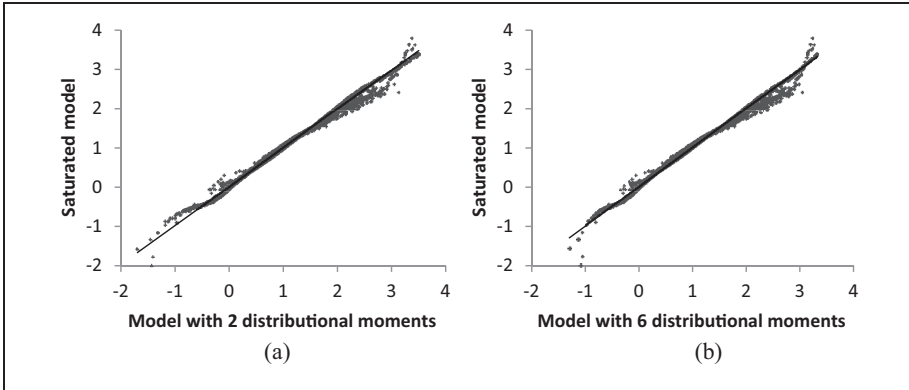 4
3
2
1
0
-1
-2
-2 -1 0 1 2 3 4
Saturated model
Model with 2 distributional moments
(a)
4
3
2
1
0
-1
-2
-2 -1 0 1 2 3 4
Saturated model
Model with 6 distributional moments
(b)